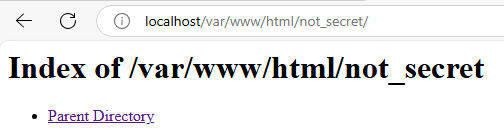 localhost/var/www/html/not_secret/
Index of /var/www/html/not_secret
Parent Directory